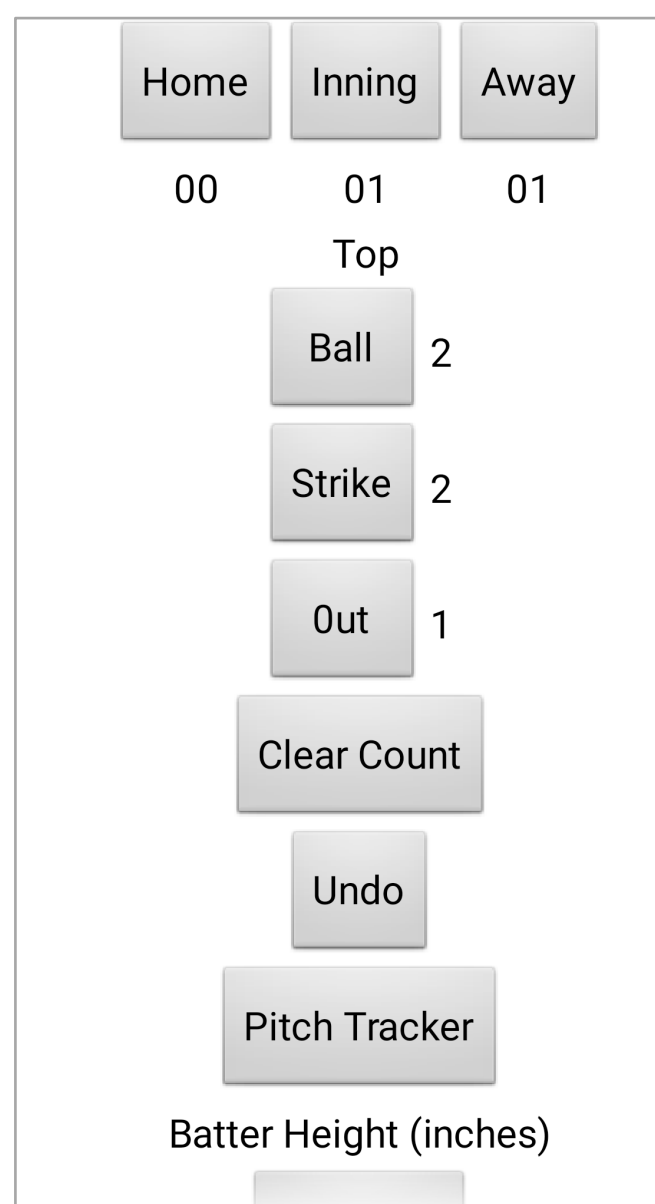 Home Inning Away
00 01 01
Top
Ball 2
Strike 2
0ut 1
Clear Count
Undo
Pitch Tracker
Batter Height (inches)